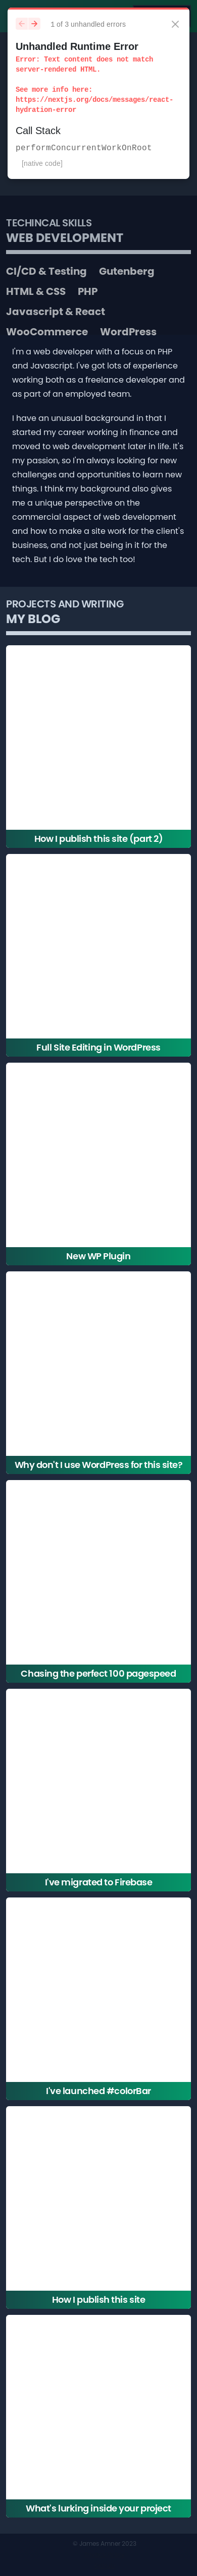 1 of 3 unhandled errors
Unhandled Runtime Error
Error: Text content does not match
server-rendered HTML.
See more info here:
https://nextjs.org/docs/messages/react-
hydration-error
Call Stack
performConcurrentWorkOnRoot
[native code]
TECHINCAL SKILLS
WEB DEVELOPMENT
CI/CD & Testing Gutenberg
HTML & CSS PHP
Javascript & React
WooCommerce WordPress
I'm a web developer with a focus on PHP
and Javascript. I've got lots of experience
working both as a freelance developer and
as part of an employed team.
I have an unusual background in that I
started my career working in finance and
moved to web development later in life. It's
my passion, so I'm always looking for new
challenges and opportunities to learn new
things. I think my background also gives
me a unique perspective on the
commercial aspect of web development
and how to make a site work for the client's
business, and not just being in it for the
tech. But I do love the tech too!
PROJECTS AND WRITING
MY BLOG
How I publish this site (part 2)
Full Site Editing in WordPress
New WP Plugin
Why don't I use WordPress for this site?
Chasing the perfect 100 pagespeed
I've migrated to Firebase
I've launched #colorBar
How I publish this site
What's lurking inside your project
© James Amner 2023